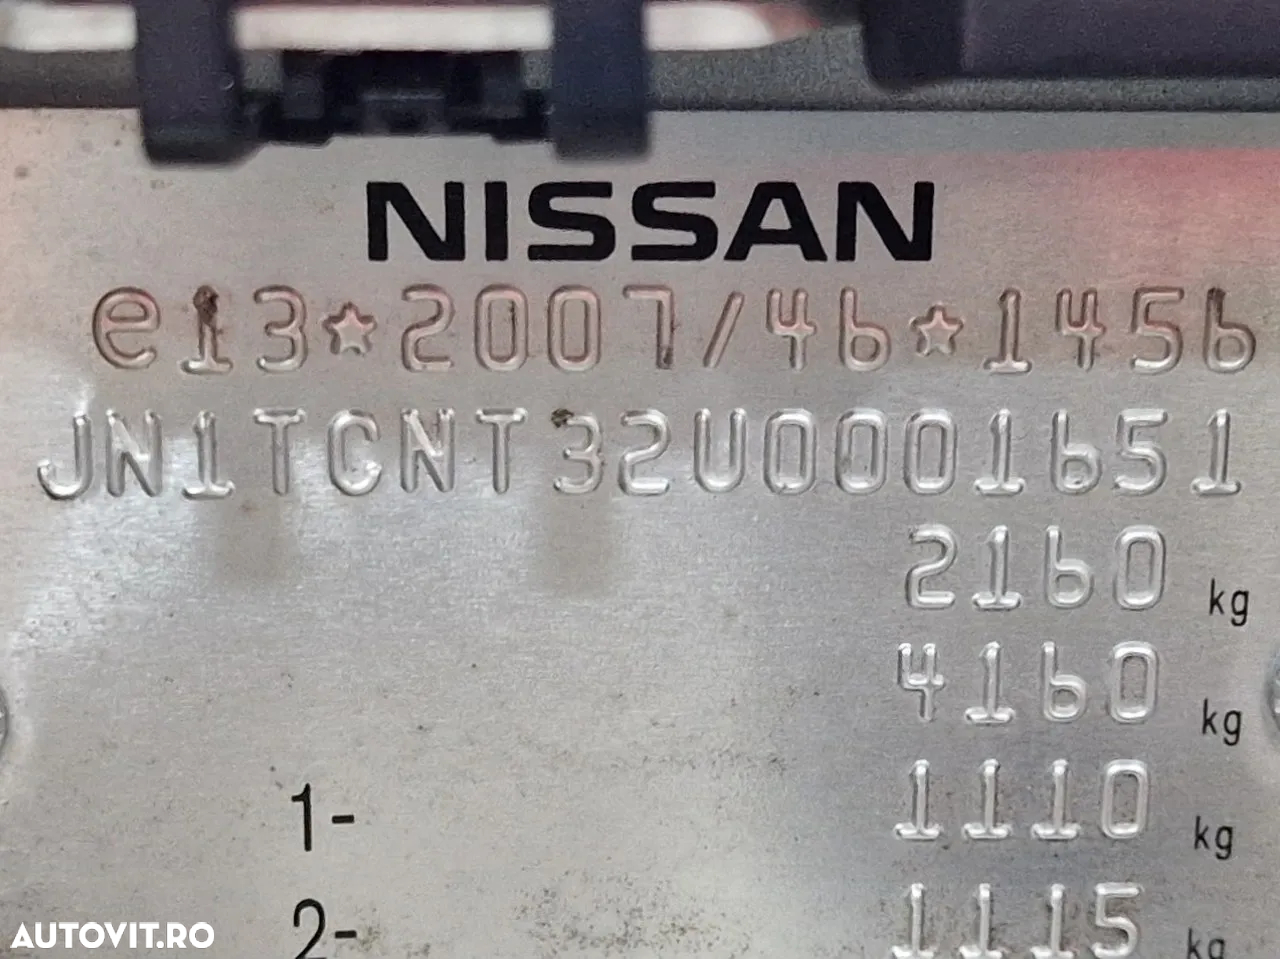 NISSAN
e13*2007/46*1456
JN1TCNT32U0001651
2160 kg
4160 kg
1- 1110 kg
2- 1115 kg
AUTOVIT.RO